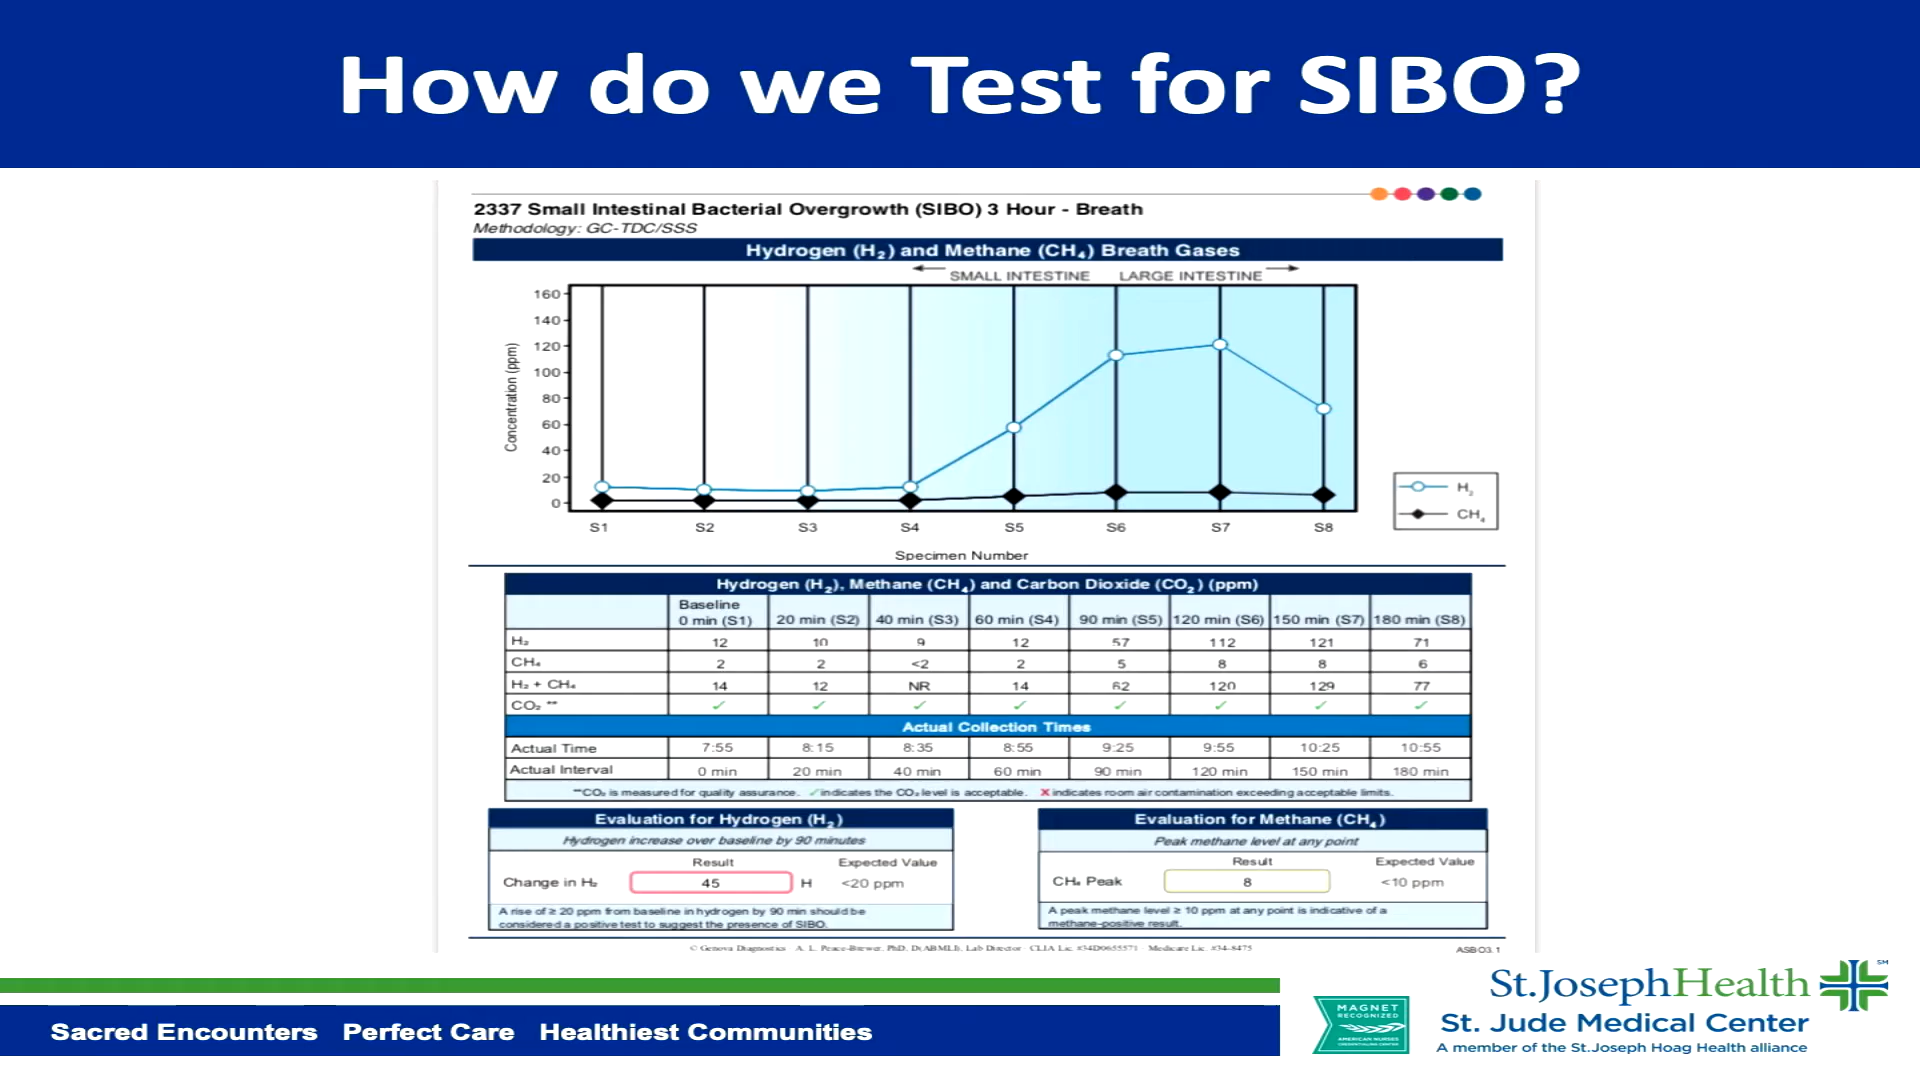 How do we Test for SIBO?
2337 Small Intestinal Bacterial Overgrowth (SIBO) 3 Hour - Breath
Methodology: GC-TDC/SSS
Hydrogen (H₂) and Methane (CH₄) Breath Gases
SMALL INTESTINE LARGE INTESTINE
Concentration (ppm)
160
140
120
100
80
60
40
20
0
S1 S2 S3 S4 S5 S6 S7 S8
Specimen Number
H₂
CH₄
Hydrogen (H₂), Methane (CH₄) and Carbon Dioxide (CO₂) (ppm)
Baseline
0 min (S1) 20 min (S2) 40 min (S3) 60 min (S4) 90 min (S5) 120 min (S6) 150 min (S7) 180 min (S8)
H₂ 12 10 9 12 57 112 121 71
CH₄ 2 2 <2 2 5 8 8 6
H₂ + CH₄ 14 12 NR 14 62 120 129 77
CO₂ ** ✓ ✓ ✓ ✓ ✓ ✓ ✓ ✓
Actual Collection Times
Actual Time 7:55 8:15 8:35 8:55 9:25 9:55 10:25 10:55
Actual Interval 0 min 20 min 40 min 60 min 90 min 120 min 150 min 180 min
**CO₂ is measured for quality assurance. ✓indicates the CO₂ level is acceptable. X indicates room air contamination exceeding acceptable limits.
Evaluation for Hydrogen (H₂)
Hydrogen increase over baseline by 90 minutes
Result Expected Value
Change in H₂ 45 H <20 ppm
A rise of ≥ 20 ppm from baseline in hydrogen by 90 min should be
considered a positive test to suggest the presence of SIBO.
Evaluation for Methane (CH₄)
Peak methane level at any point
Result Expected Value
CH₄ Peak 8 <10 ppm
A peak methane level ≥ 10 ppm at any point is indicative of a
methane-positive result.
© Genova Diagnostics · A. L. Peace-Brewer, PhD, D(ABMLI), Lab Director · CLIA Lic. #34D0655571 · Medicare Lic. #34-8475
ASBO3.1
Sacred Encounters Perfect Care Healthiest Communities
MAGNET
RECOGNIZED
AMERICAN NURSES
CREDENTIALING CENTER
St.JosephHealth SM
St. Jude Medical Center
A member of the St.Joseph Hoag Health alliance